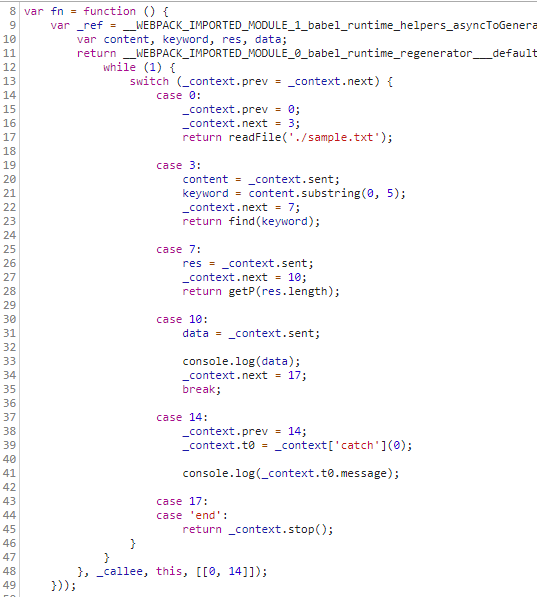 8 var fn = function () {
9     var _ref = __WEBPACK_IMPORTED_MODULE_1_babel_runtime_helpers_asyncToGenera
10         var content, keyword, res, data;
11         return __WEBPACK_IMPORTED_MODULE_0_babel_runtime_regenerator___default
12             while (1) {
13                 switch (_context.prev = _context.next) {
14                     case 0:
15                         _context.prev = 0;
16                         _context.next = 3;
17                         return readFile('./sample.txt');
18
19                     case 3:
20                         content = _context.sent;
21                         keyword = content.substring(0, 5);
22                         _context.next = 7;
23                         return find(keyword);
24
25                     case 7:
26                         res = _context.sent;
27                         _context.next = 10;
28                         return getP(res.length);
29
30                     case 10:
31                         data = _context.sent;
32
33                         console.log(data);
34                         _context.next = 17;
35                         break;
36
37                     case 14:
38                         _context.prev = 14;
39                         _context.t0 = _context['catch'](0);
40
41                         console.log(_context.t0.message);
42
43                     case 17:
44                     case 'end':
45                         return _context.stop();
46                 }
47             }
48         }, _callee, this, [[0, 14]]);
49     }));